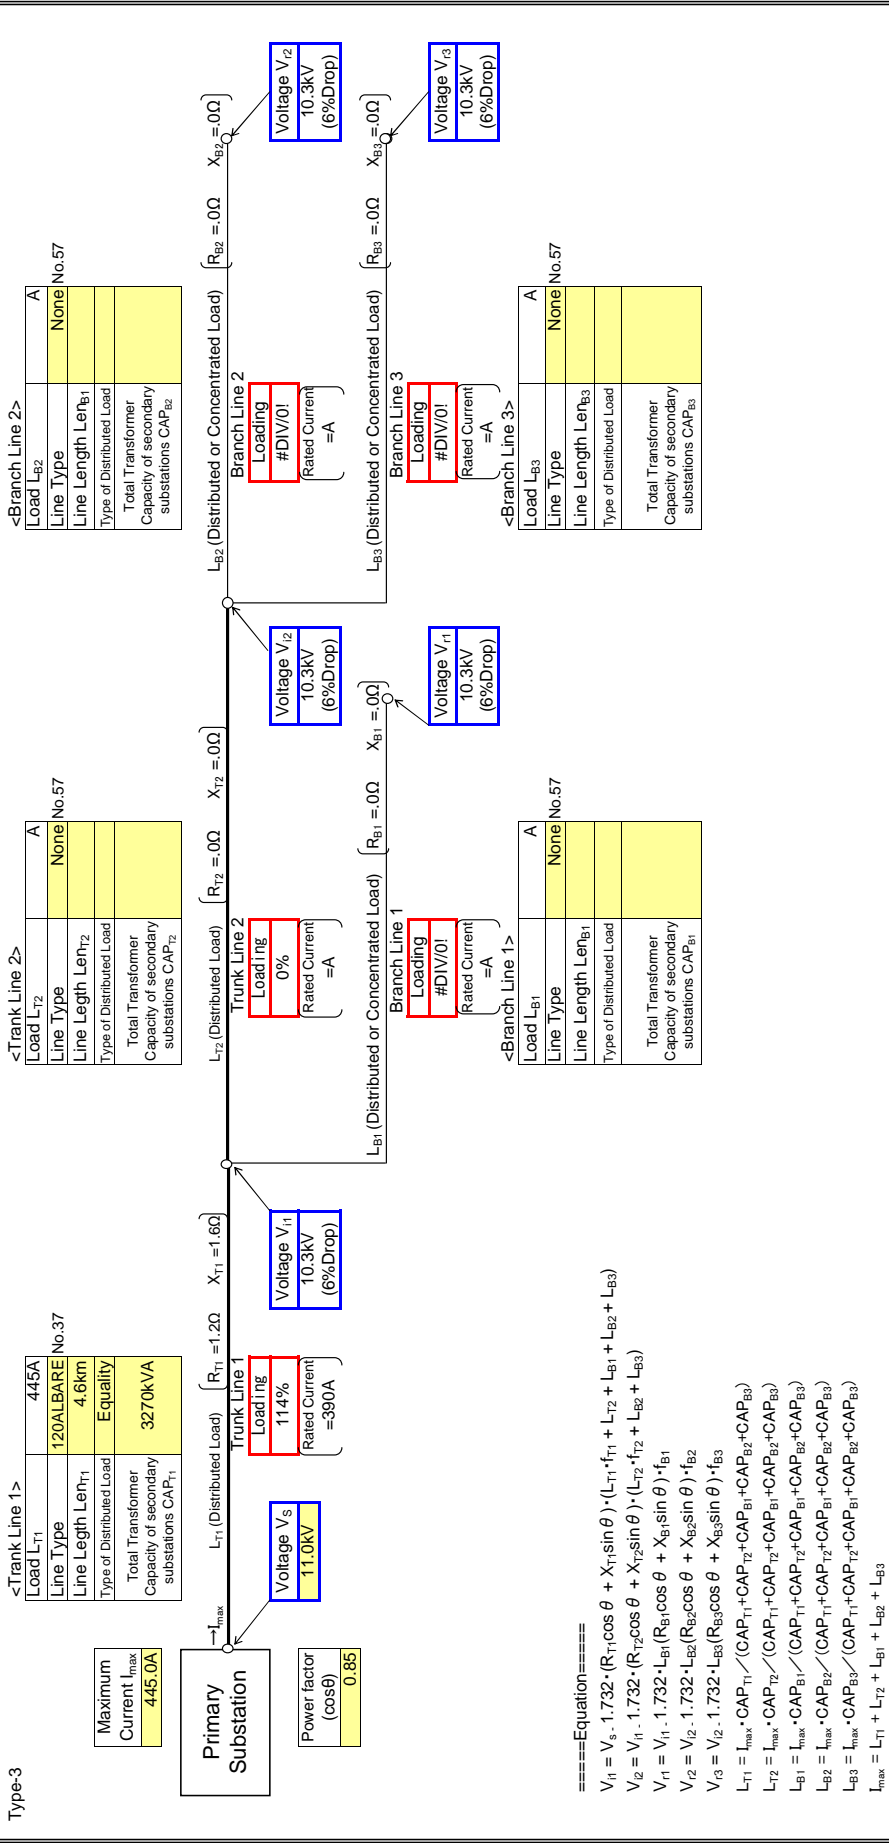 Type-3
<Trank Line 1>
Load LT1 445A
Line Type 120ALBARE No.37
Line Legth LenT1 4.6km
Type of Distributed Load Equality
Total Transformer
Capacity of secondary
substations CAPT1 3270kVA
<Trank Line 2>
Load LT2 A
Line Type None No.57
Line Legth LenT2
Type of Distributed Load
Total Transformer
Capacity of secondary
substations CAPT2
<Branch Line 2>
Load LB2 A
Line Type None No.57
Line Length LenB1
Type of Distributed Load
Total Transformer
Capacity of secondary
substations CAPB2
Maximum
Current Imax
445.0A
Primary
Substation
Power factor
(cosθ)
0.85
→Imax
Voltage VS
11.0kV
LT1 (Distributed Load)
RT1 =1.2Ω XT1 =1.6Ω
Trunk Line 1
Loading
114%
Rated Current
=390A
Voltage Vi1
10.3kV
(6%Drop)
LT2 (Distributed Load)
RT2 =.0Ω XT2 =.0Ω
Trunk Line 2
Loading
0%
Rated Current
=A
Voltage Vi2
10.3kV
(6%Drop)
LB2 (Distributed or Concentrated Load)
RB2 =.0Ω XB2 =.0Ω
Branch Line 2
Loading
#DIV/0!
Rated Current
=A
Voltage Vr2
10.3kV
(6%Drop)
LB1 (Distributed or Concentrated Load)
RB1 =.0Ω XB1 =.0Ω
Branch Line 1
Loading
#DIV/0!
Rated Current
=A
Voltage Vr1
10.3kV
(6%Drop)
LB3 (Distributed or Concentrated Load)
RB3 =.0Ω XB3 =.0Ω
Branch Line 3
Loading
#DIV/0!
Rated Current
=A
Voltage Vr3
10.3kV
(6%Drop)
<Branch Line 1>
Load LB1 A
Line Type None No.57
Line Length LenB1
Type of Distributed Load
Total Transformer
Capacity of secondary
substations CAPB1
<Branch Line 3>
Load LB3 A
Line Type None No.57
Line Length LenB3
Type of Distributed Load
Total Transformer
Capacity of secondary
substations CAPB3
=====Equation=====
Vi1 = Vs - 1.732・(RT1cos θ + XT1sin θ)・(LT1・fT1 + LT2 + LB1 + LB2 + LB3)
Vi2 = Vi1 - 1.732・(RT2cos θ + XT2sin θ)・(LT2・fT2 + LB2 + LB3)
Vr1 = Vi1 - 1.732・LB1(RB1cos θ + XB1sin θ)・fB1
Vr2 = Vi2 - 1.732・LB2(RB2cos θ + XB2sin θ)・fB2
Vr3 = Vi2 - 1.732・LB3(RB3cos θ + XB3sin θ)・fB3
LT1 = Imax・CAPT1／(CAPT1+CAPT2+CAPB1+CAPB2+CAPB3)
LT2 = Imax・CAPT2／(CAPT1+CAPT2+CAPB1+CAPB2+CAPB3)
LB1 = Imax・CAPB1／(CAPT1+CAPT2+CAPB1+CAPB2+CAPB3)
LB2 = Imax・CAPB2／(CAPT1+CAPT2+CAPB1+CAPB2+CAPB3)
LB3 = Imax・CAPB3／(CAPT1+CAPT2+CAPB1+CAPB2+CAPB3)
Imax = LT1 + LT2 + LB1 + LB2 + LB3